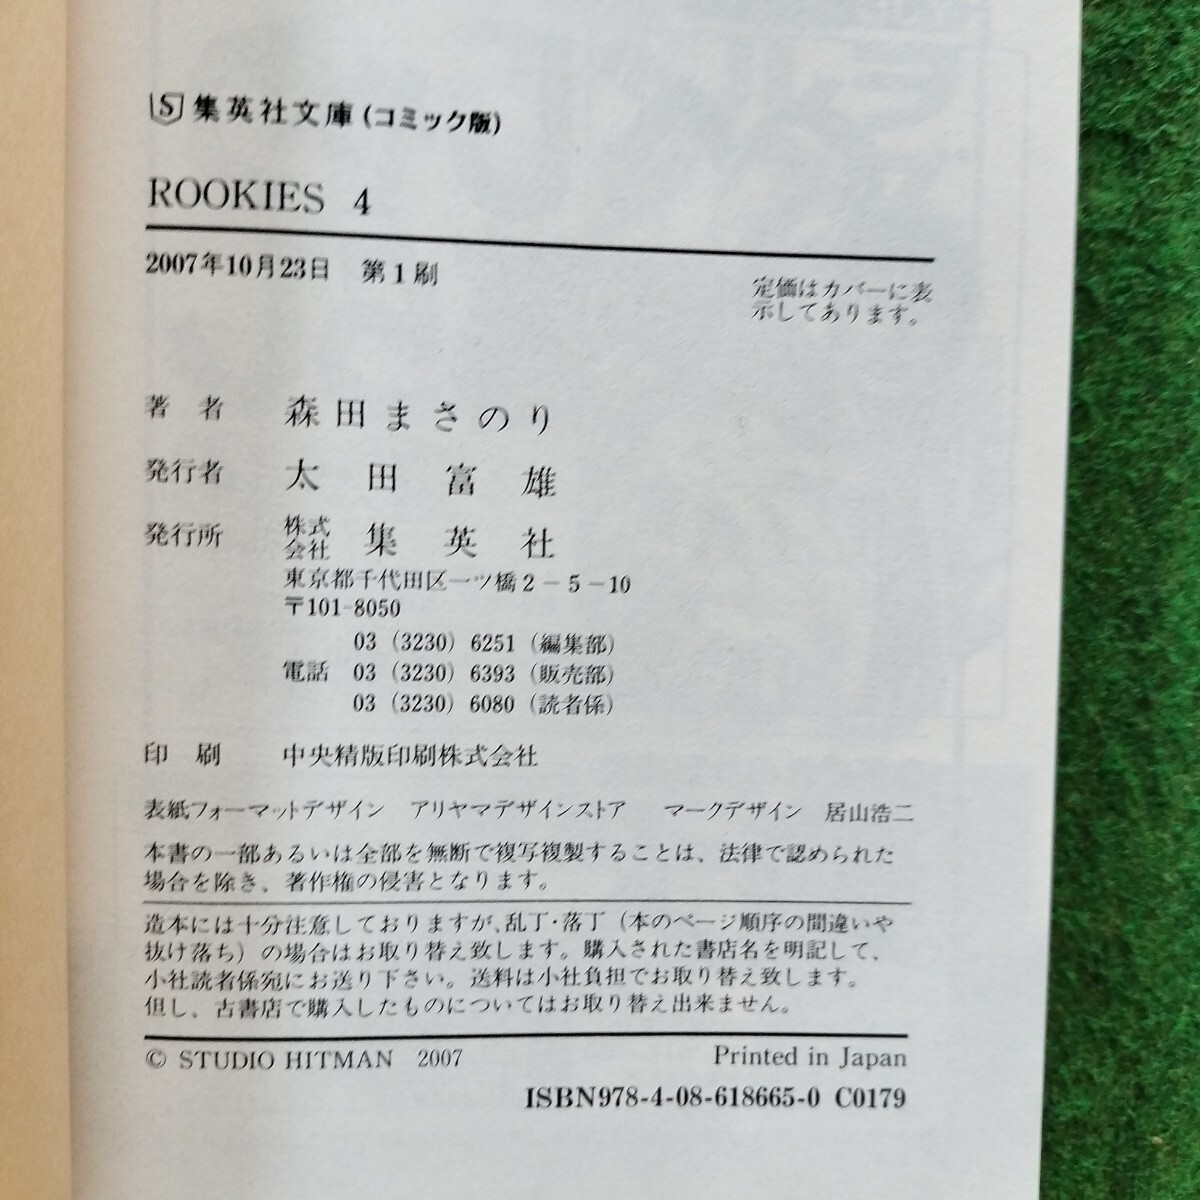 S 集英社文庫(コミック版)
ROOKIES 4
2007年10月23日 第1刷
定価はカバーに表
示してあります。
著者 森田まさのり
発行者 太田富雄
発行所 株式会社 集英社
東京都千代田区一ツ橋2-5-10
〒101-8050
03 (3230) 6251 (編集部)
電話 03 (3230) 6393 (販売部)
03 (3230) 6080 (読者係)
印刷 中央精版印刷株式会社
表紙フォーマットデザイン アリヤマデザインストア マークデザイン 居山浩二
本書の一部あるいは全部を無断で複写複製することは、法律で認められた
場合を除き、著作権の侵害となります。
造本には十分注意しておりますが、乱丁・落丁(本のページ順序の間違いや
抜け落ち)の場合はお取り替え致します。購入された書店名を明記して、
小社読者係宛にお送り下さい。送料は小社負担でお取り替え致します。
但し、古書店で購入したものについてはお取り替え出来ません。
© STUDIO HITMAN 2007 Printed in Japan
ISBN978-4-08-618665-0 C0179